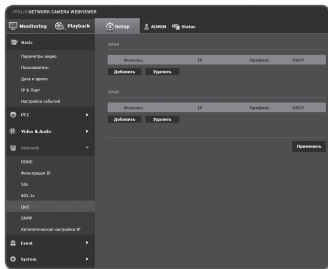 iPOLiS NETWORK CAMERA WEBVIEWER
Monitoring Playback Setup ADMIN Status
Basic
Параметры видео
Пользователь
Дата и время
IP & Порт
Настройка событий
PTZ
Video & Audio
Network
DDNS
Фильтрация IP
SSL
802.1x
QoS
SNMP
Автоматическая настройка IP
Event
System
IPv4
Использ. IP Префикс DSCP
Добавить Удалить
IPv6
Использ. IP Префикс DSCP
Добавить Удалить
Применить